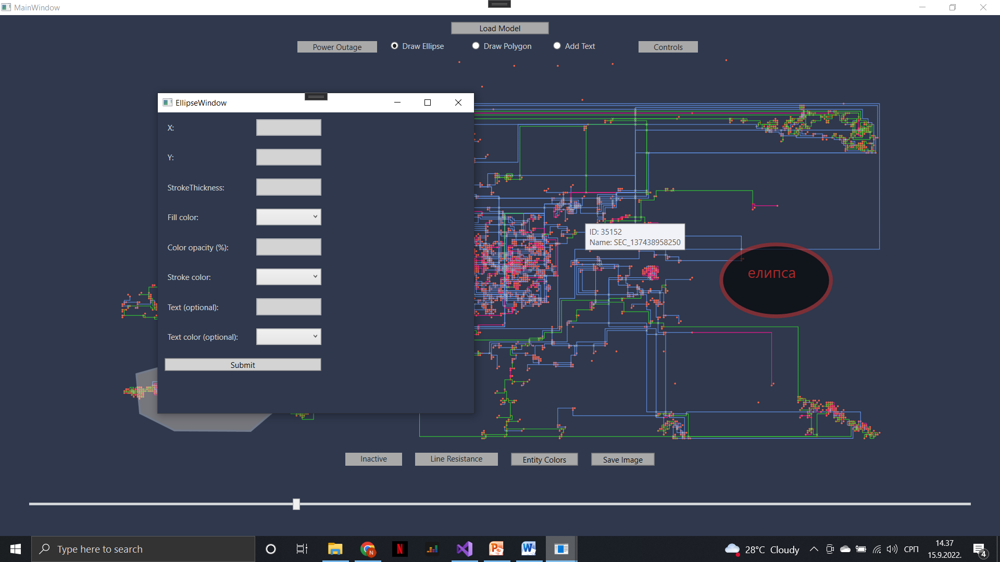 MainWindow
Load Model
Power Outage
Draw Ellipse
Draw Polygon
Add Text
Controls
EllipseWindow
X:
Y:
StrokeThickness:
Fill color:
Color opacity (%):
Stroke color:
Text (optional):
Text color (optional):
Submit
ID: 35152
Name: SEC_137438958250
елипса
Inactive
Line Resistance
Entity Colors
Save Image
Type here to search
N
N
28°C Cloudy
СРП
14.37
15.9.2022.
4